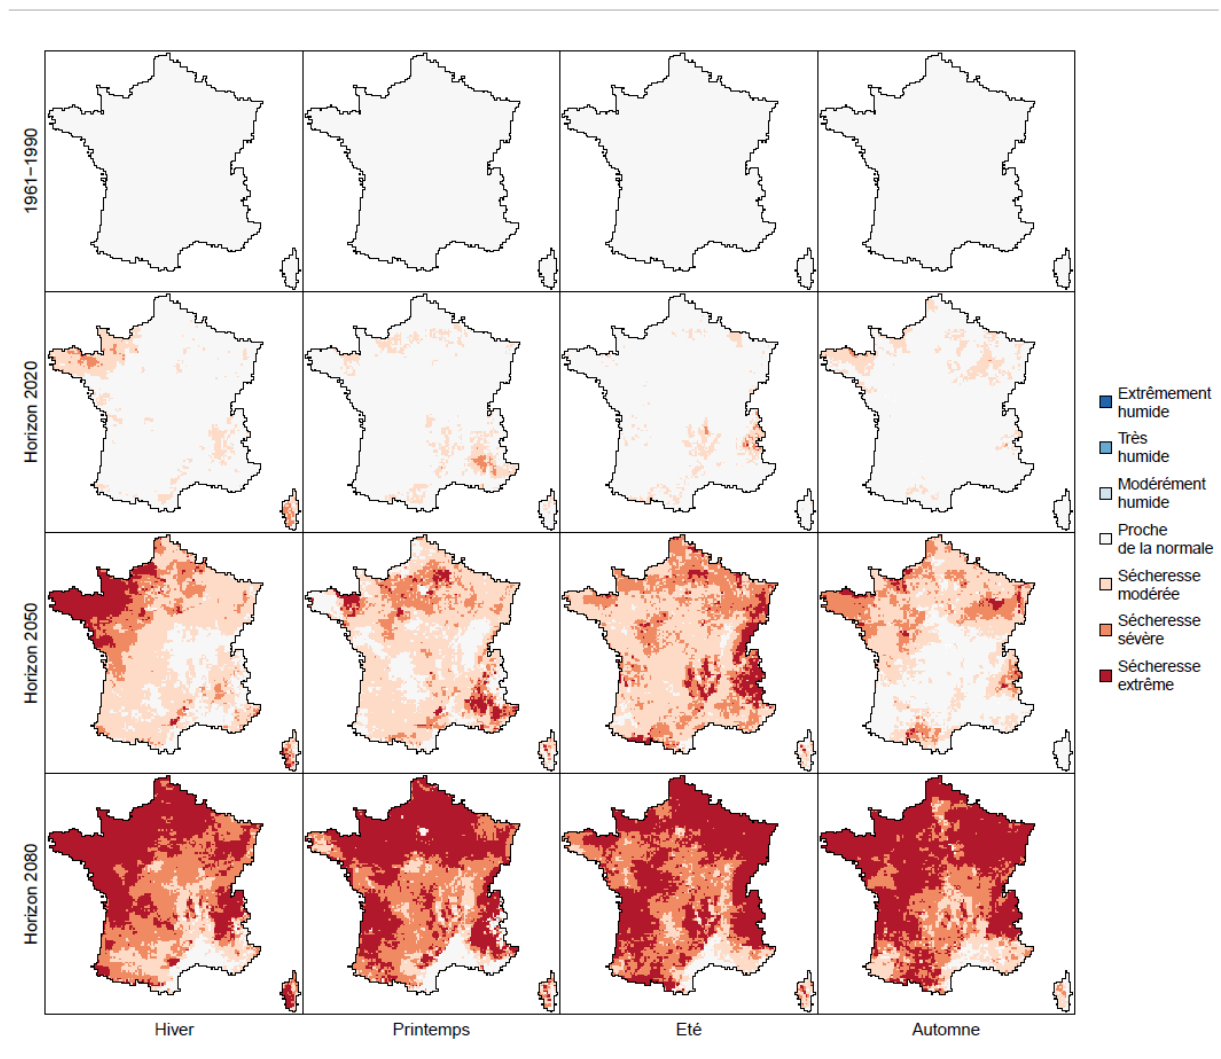 1961−1990
Horizon 2020
Horizon 2050
Horizon 2080
Hiver
Printemps
Eté
Automne
Extrêmement
humide
Très
humide
Modérément
humide
Proche
de la normale
Sécheresse
modérée
Sécheresse
sévère
Sécheresse
extrême